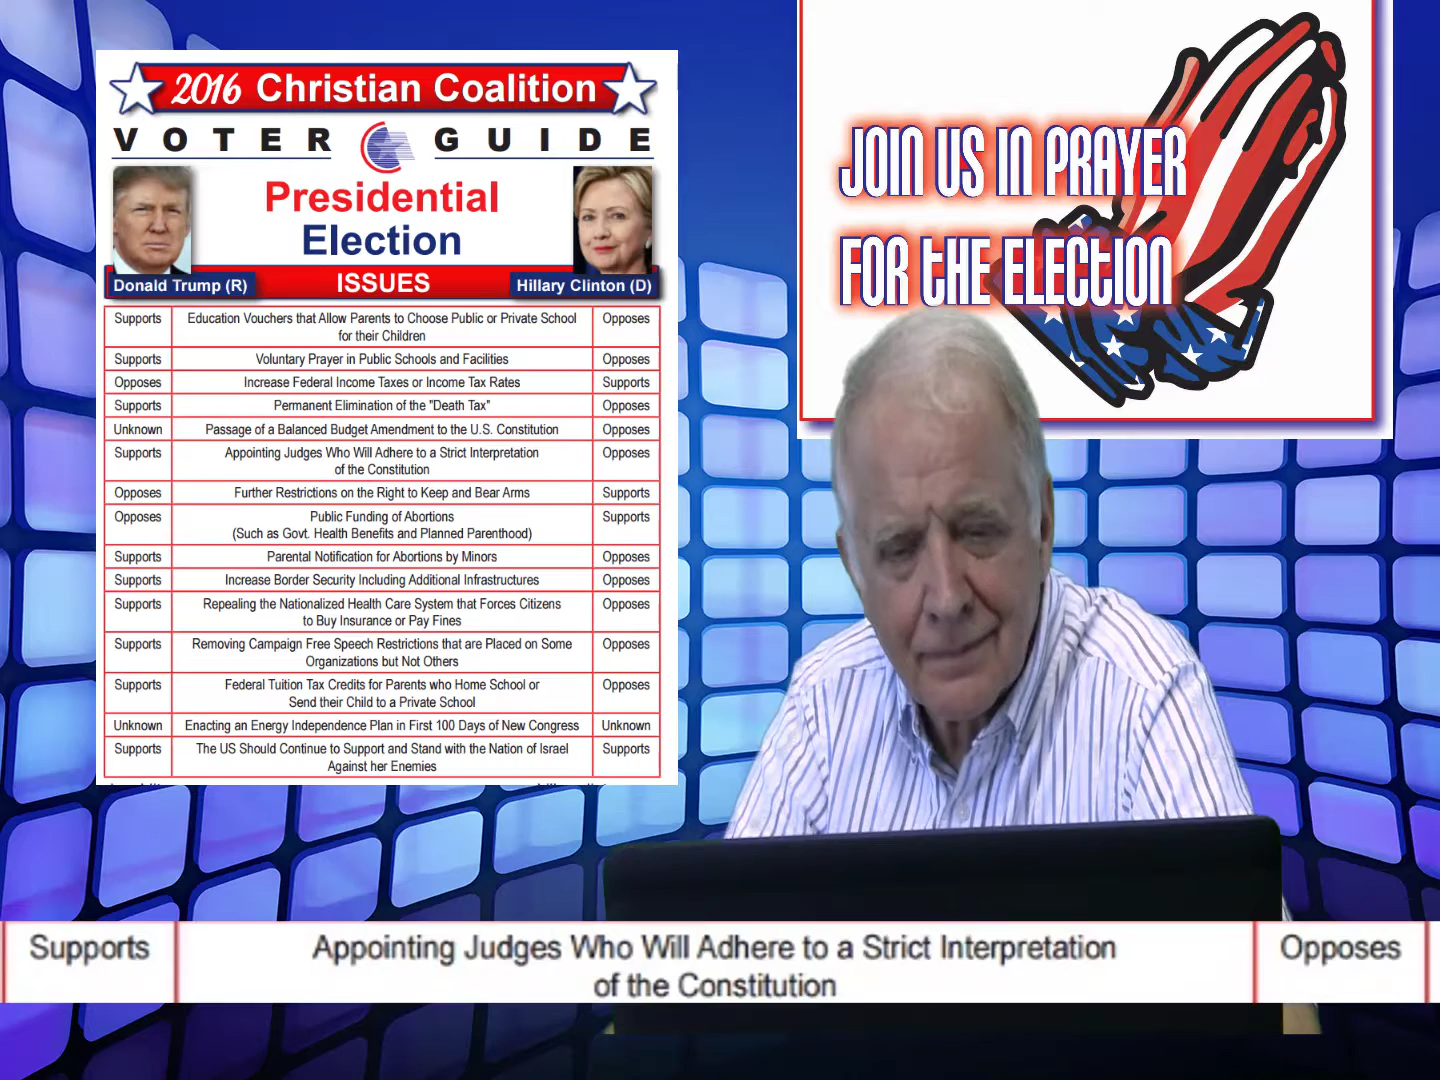 2016 Christian Coalition
VOTER GUIDE
Presidential
Election
Donald Trump (R) ISSUES Hillary Clinton (D)
Supports Education Vouchers that Allow Parents to Choose Public or Private School Opposes
for their Children
Supports Voluntary Prayer in Public Schools and Facilities Opposes
Opposes Increase Federal Income Taxes or Income Tax Rates Supports
Supports Permanent Elimination of the "Death Tax" Opposes
Unknown Passage of a Balanced Budget Amendment to the U.S. Constitution Opposes
Supports Appointing Judges Who Will Adhere to a Strict Interpretation Opposes
of the Constitution
Opposes Further Restrictions on the Right to Keep and Bear Arms Supports
Opposes Public Funding of Abortions Supports
(Such as Govt. Health Benefits and Planned Parenthood)
Supports Parental Notification for Abortions by Minors Opposes
Supports Increase Border Security Including Additional Infrastructures Opposes
Supports Repealing the Nationalized Health Care System that Forces Citizens Opposes
to Buy Insurance or Pay Fines
Supports Removing Campaign Free Speech Restrictions that are Placed on Some Opposes
Organizations but Not Others
Supports Federal Tuition Tax Credits for Parents who Home School or Opposes
Send their Child to a Private School
Unknown Enacting an Energy Independence Plan in First 100 Days of New Congress Unknown
Supports The US Should Continue to Support and Stand with the Nation of Israel Supports
Against her Enemies
JOIN US IN PRAYER
FOR THE ELECTION
Supports Appointing Judges Who Will Adhere to a Strict Interpretation Opposes
of the Constitution